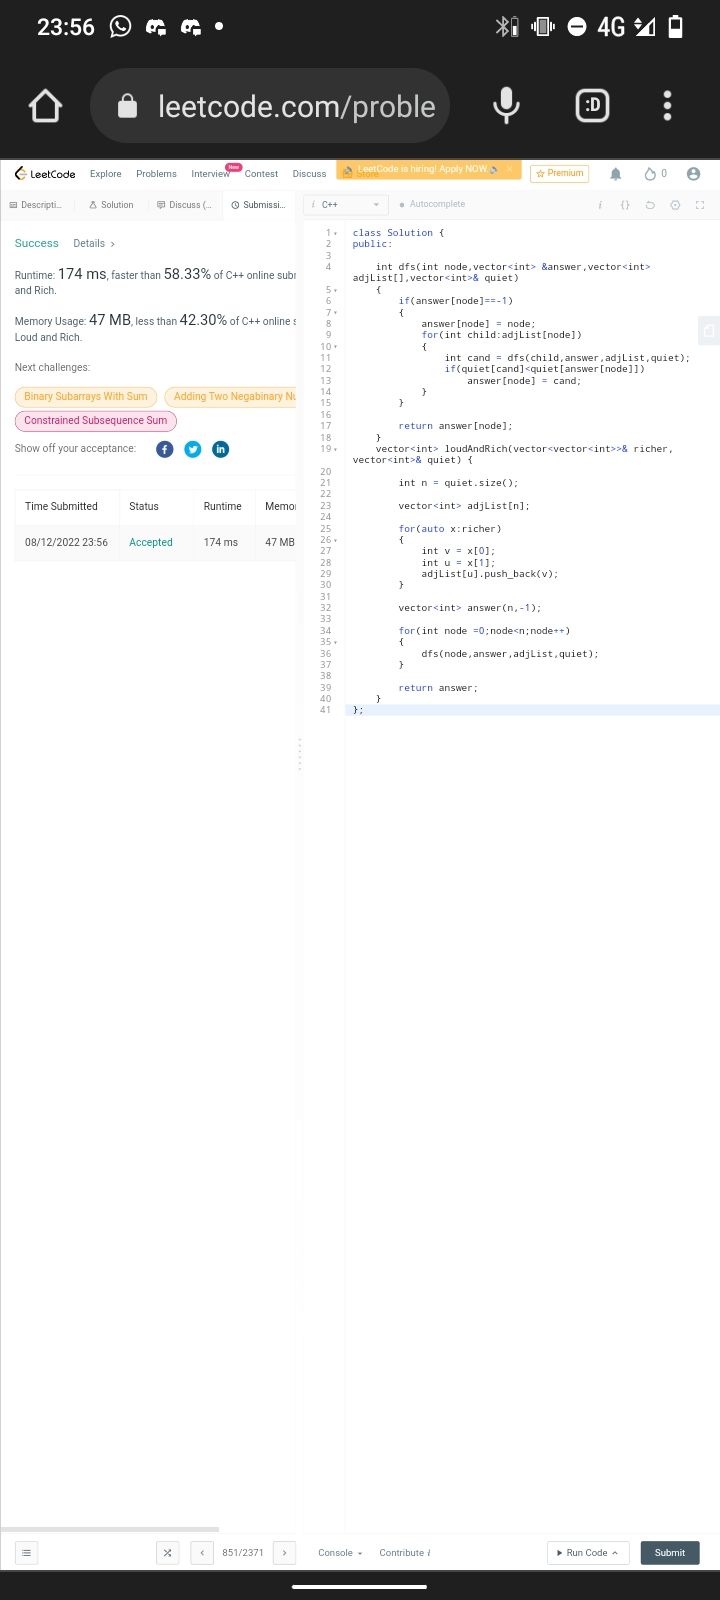 23:56
4G
leetcode.com/proble
:D
LeetCode Explore Problems Interview New Contest Discuss LeetCode is hiring! Apply NOW. Premium 0
Descripti... Solution Discuss (... Submissi...
i C++ Autocomplete
Success Details >
Runtime: 174 ms, faster than 58.33% of C++ online
and Rich.
Memory Usage: 47 MB, less than 42.30% of C++ online
Loud and Rich.
Next challenges:
Binary Subarrays With Sum Adding Two Negabinary
Constrained Subsequence Sum
Show off your acceptance:
Time Submitted Status Runtime
08/12/2022 23:56 Accepted 174 ms 47 MB
1 class Solution {
2 public:
3
4 int dfs(int node,vector<int> &answer,vector<int>
adjList[],vector<int>& quiet)
5 {
6 if(answer[node]==-1)
7 {
8 answer[node] = node;
9 for(int child:adjList[node])
10 {
11 int cand = dfs(child,answer,adjList,quiet);
12 if(quiet[cand]<quiet[answer[node]])
13 answer[node] = cand;
14 }
15 }
16
17 return answer[node];
18 }
19 vector<int> loudAndRich(vector<vector<int>>& richer,
vector<int>& quiet) {
20
21 int n = quiet.size();
22
23 vector<int> adjList[n];
24
25 for(auto x:richer)
26 {
27 int v = x[0];
28 int u = x[1];
29 adjList[u].push_back(v);
30 }
31
32 vector<int> answer(n,-1);
33
34 for(int node =0;node<n;node++)
35 {
36 dfs(node,answer,adjList,quiet);
37 }
38
39 return answer;
40 }
41 };
851/2371 Console Contribute i Run Code Submit